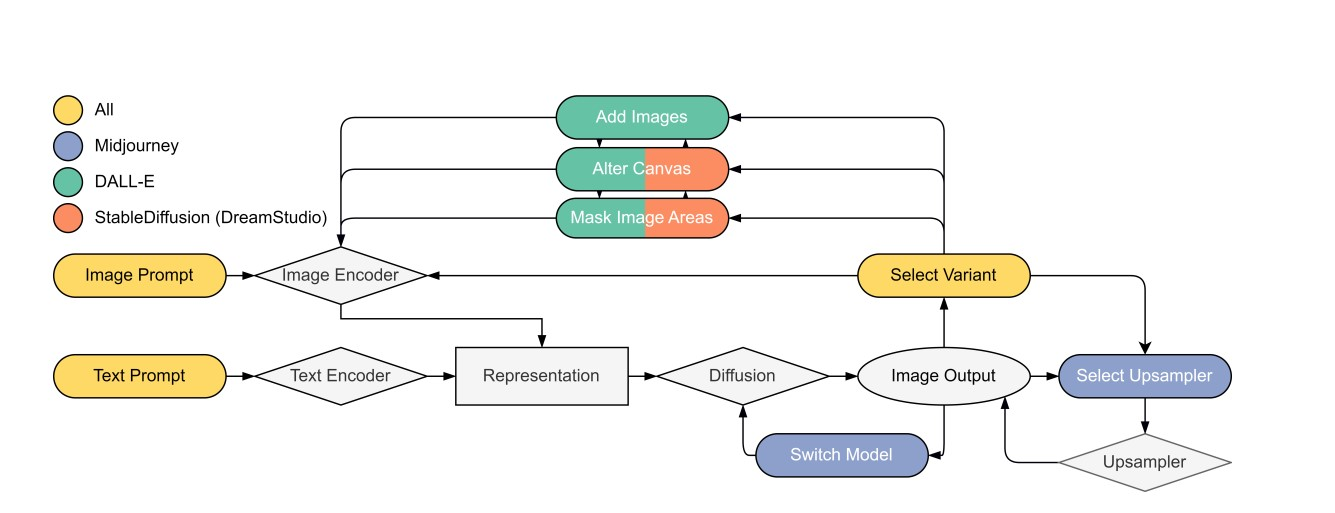 All
Midjourney
DALL-E
StableDiffusion (DreamStudio)
Add Images
Alter Canvas
Mask Image Areas
Image Prompt
Image Encoder
Select Variant
Text Prompt
Text Encoder
Representation
Diffusion
Image Output
Select Upsampler
Switch Model
Upsampler